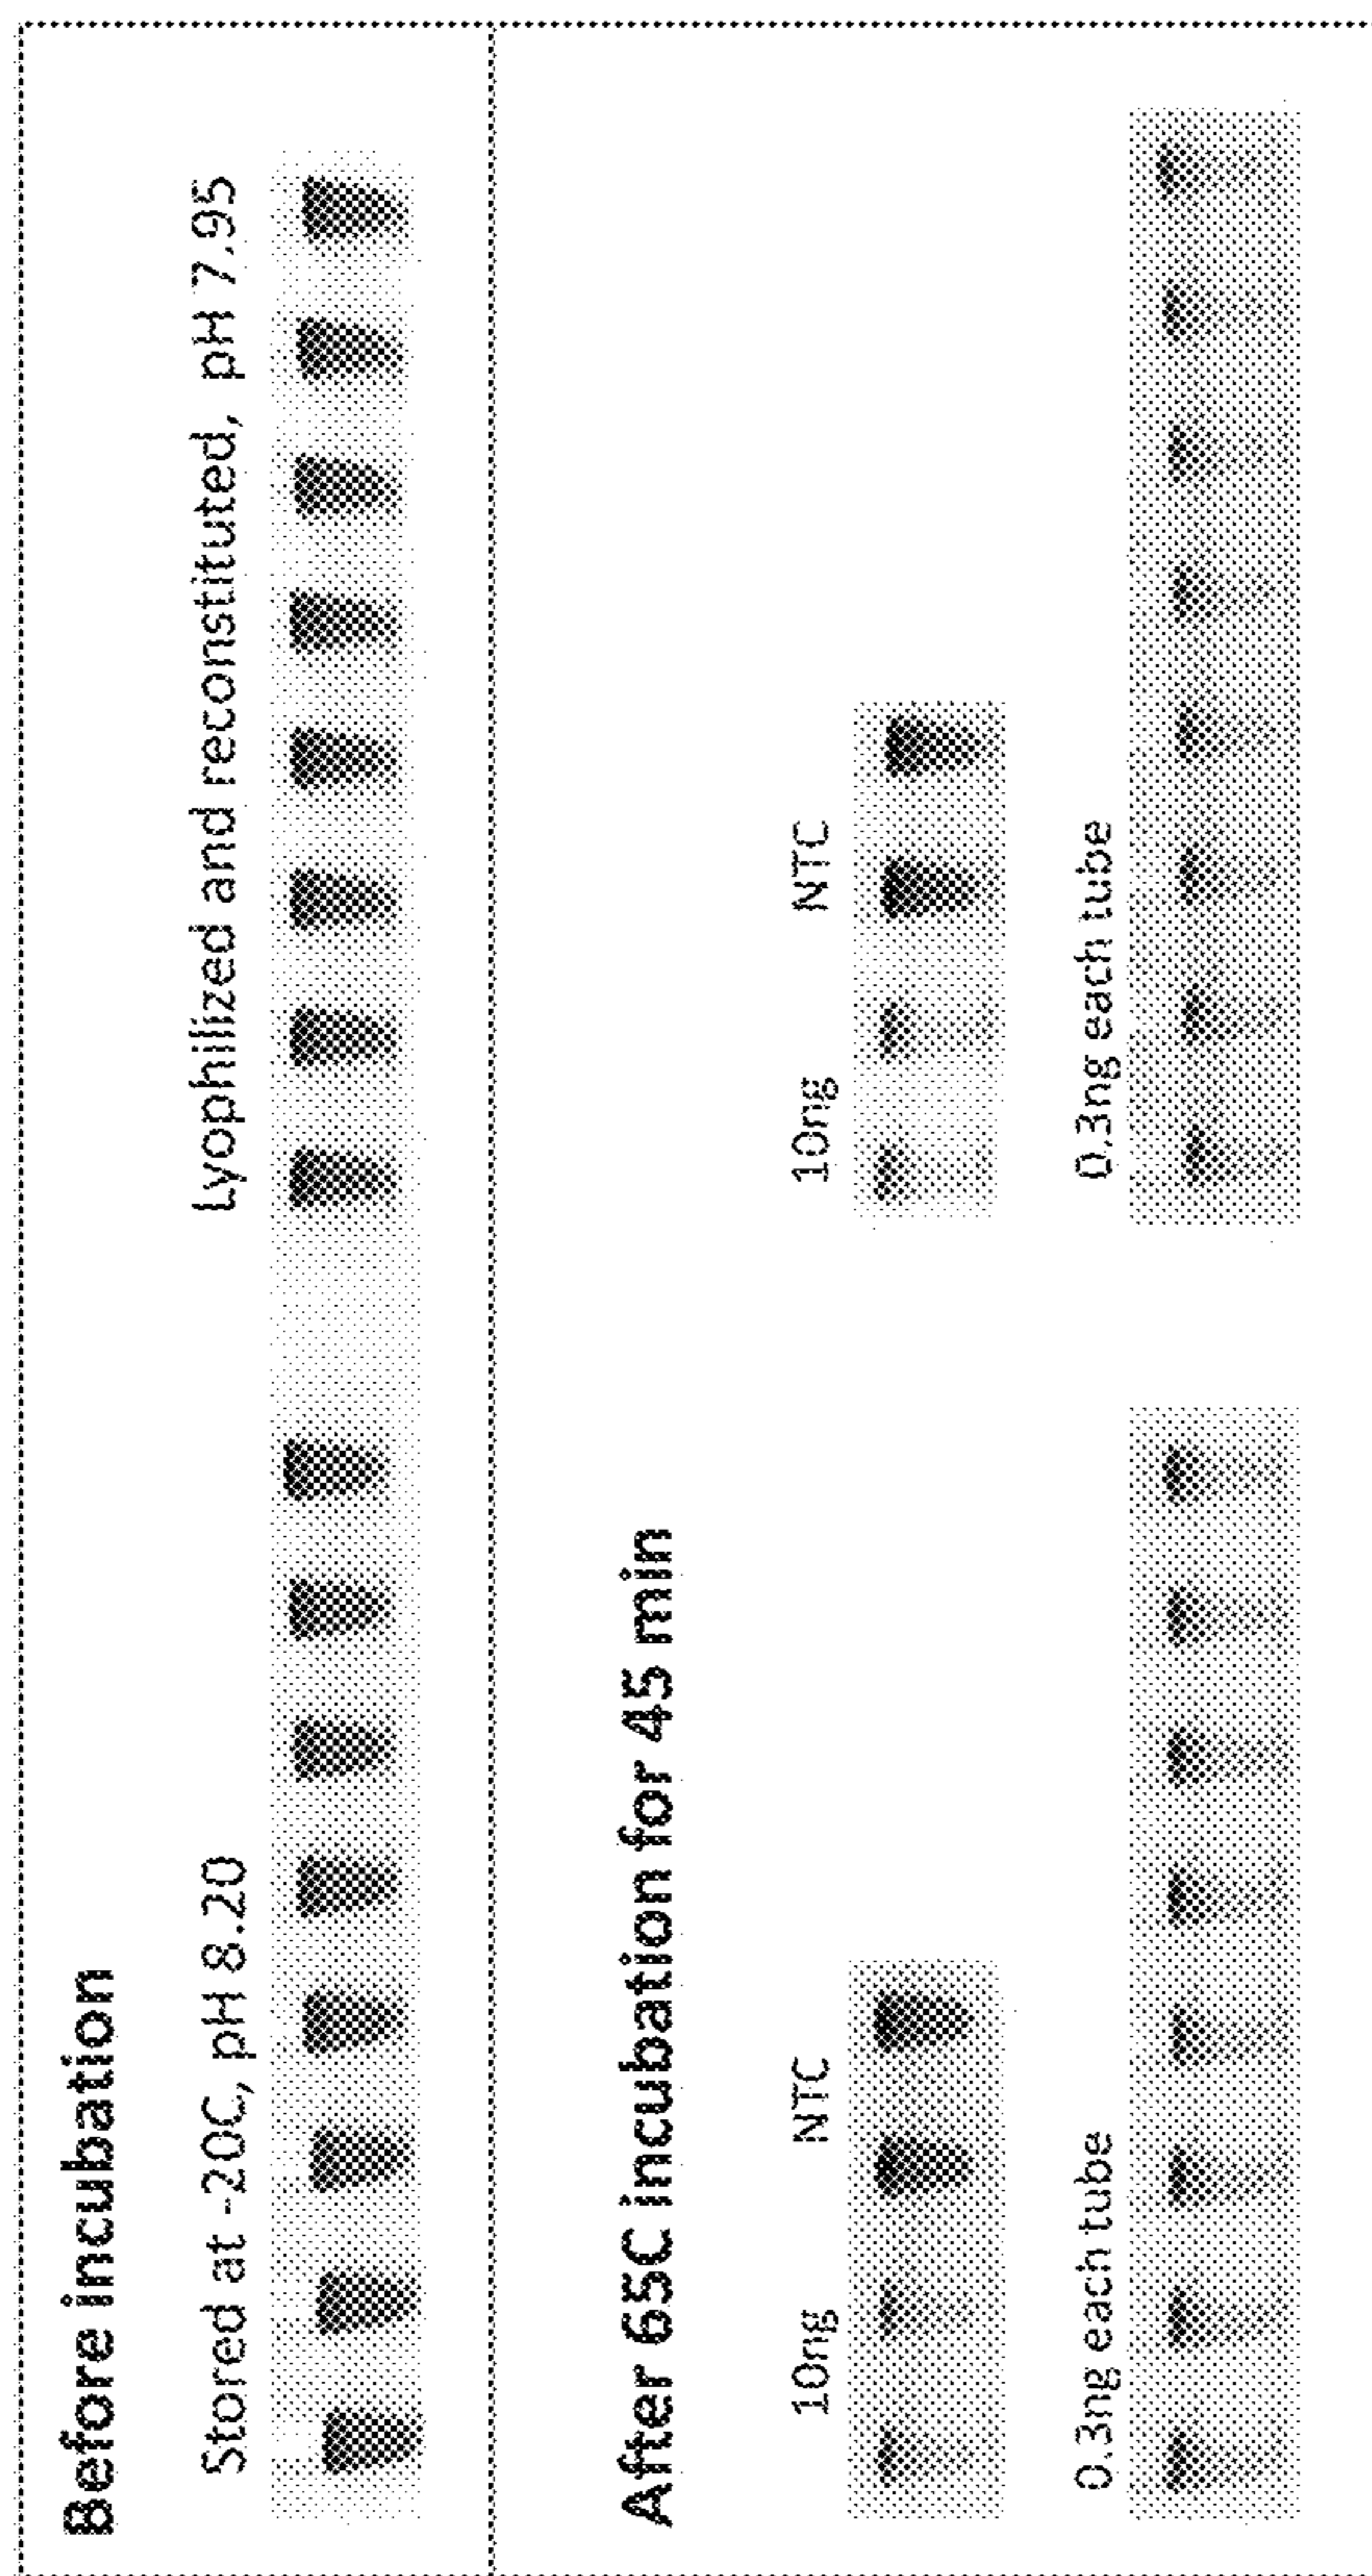 Before incubation
Stored at -20C, pH 8.20
Lyophilized and reconstituted, pH 7.95
After 65C incubation for 45 min
10ng NTC
10ng NTC
0.3ng each tube
0.3ng each tube